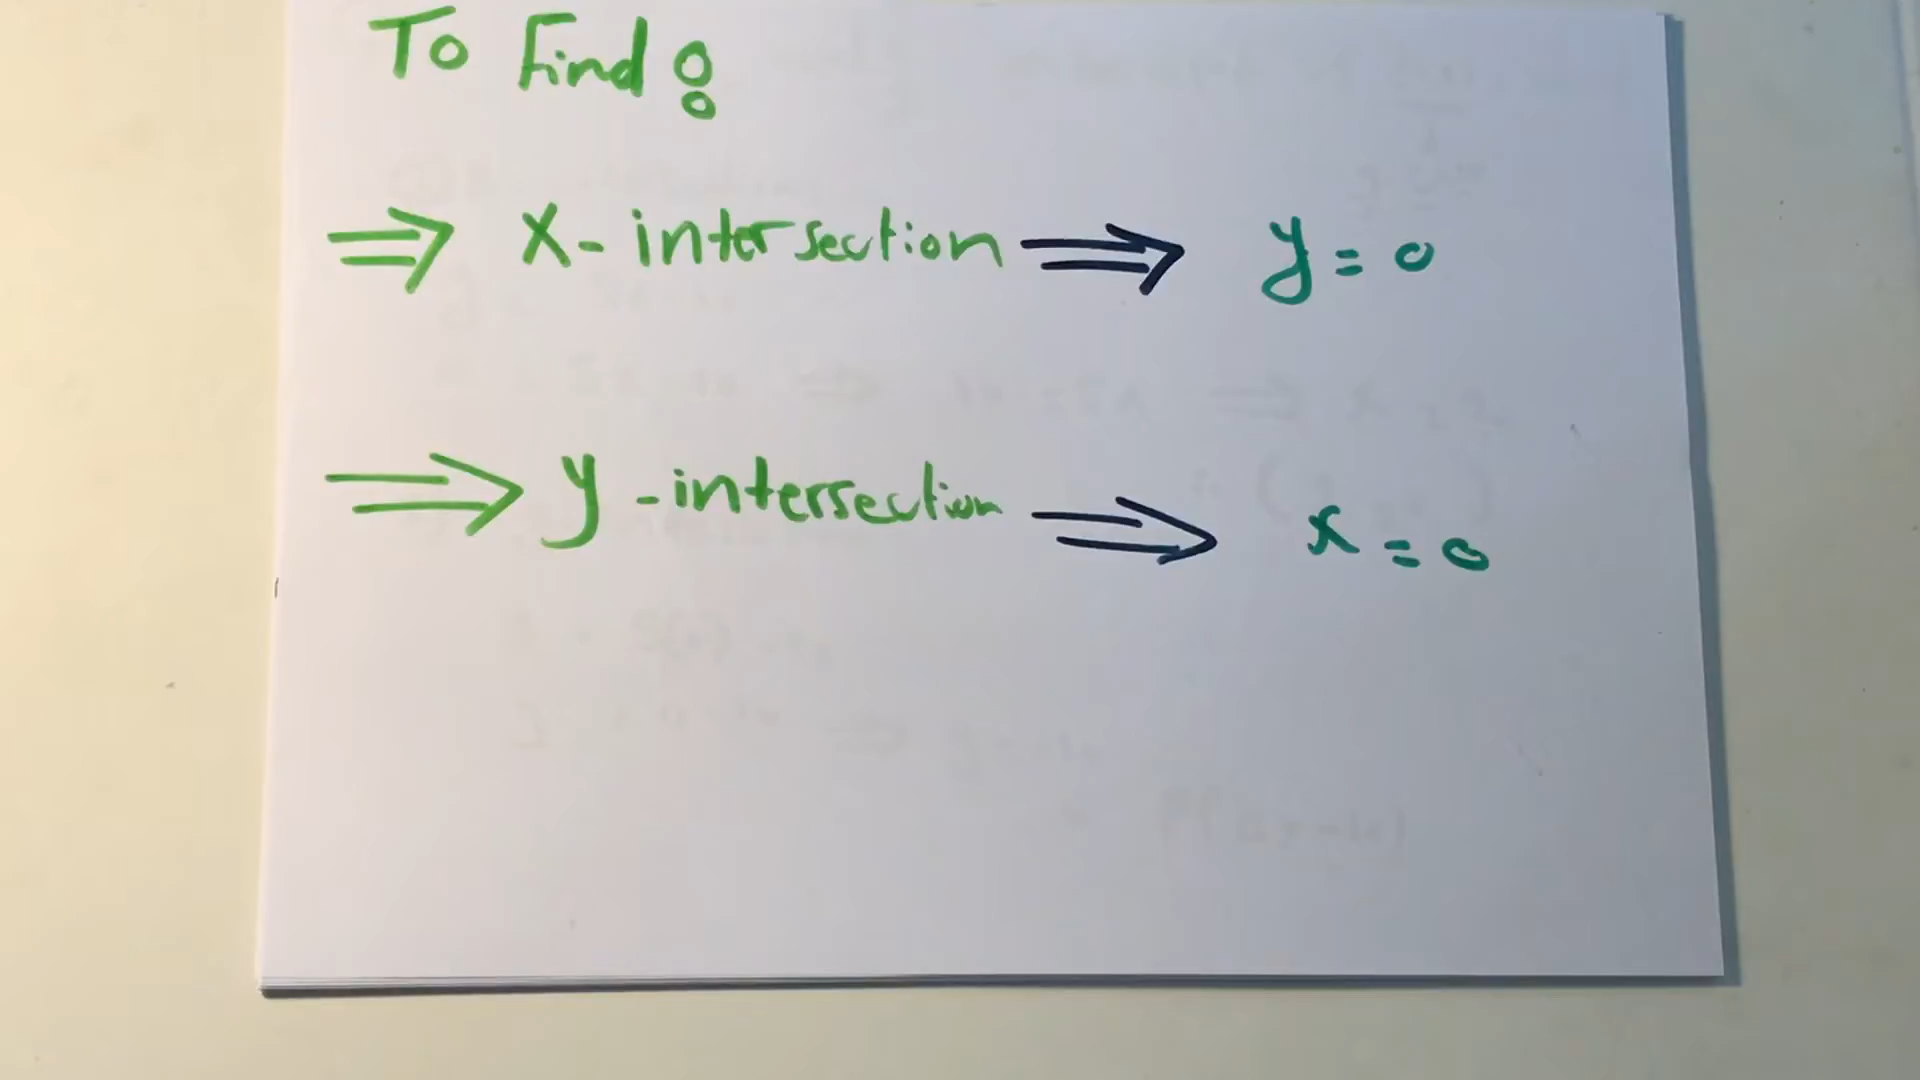 To Find :
⇒ X- intersection ⇒ y = 0
⇒ y - intersection ⇒ x = 0